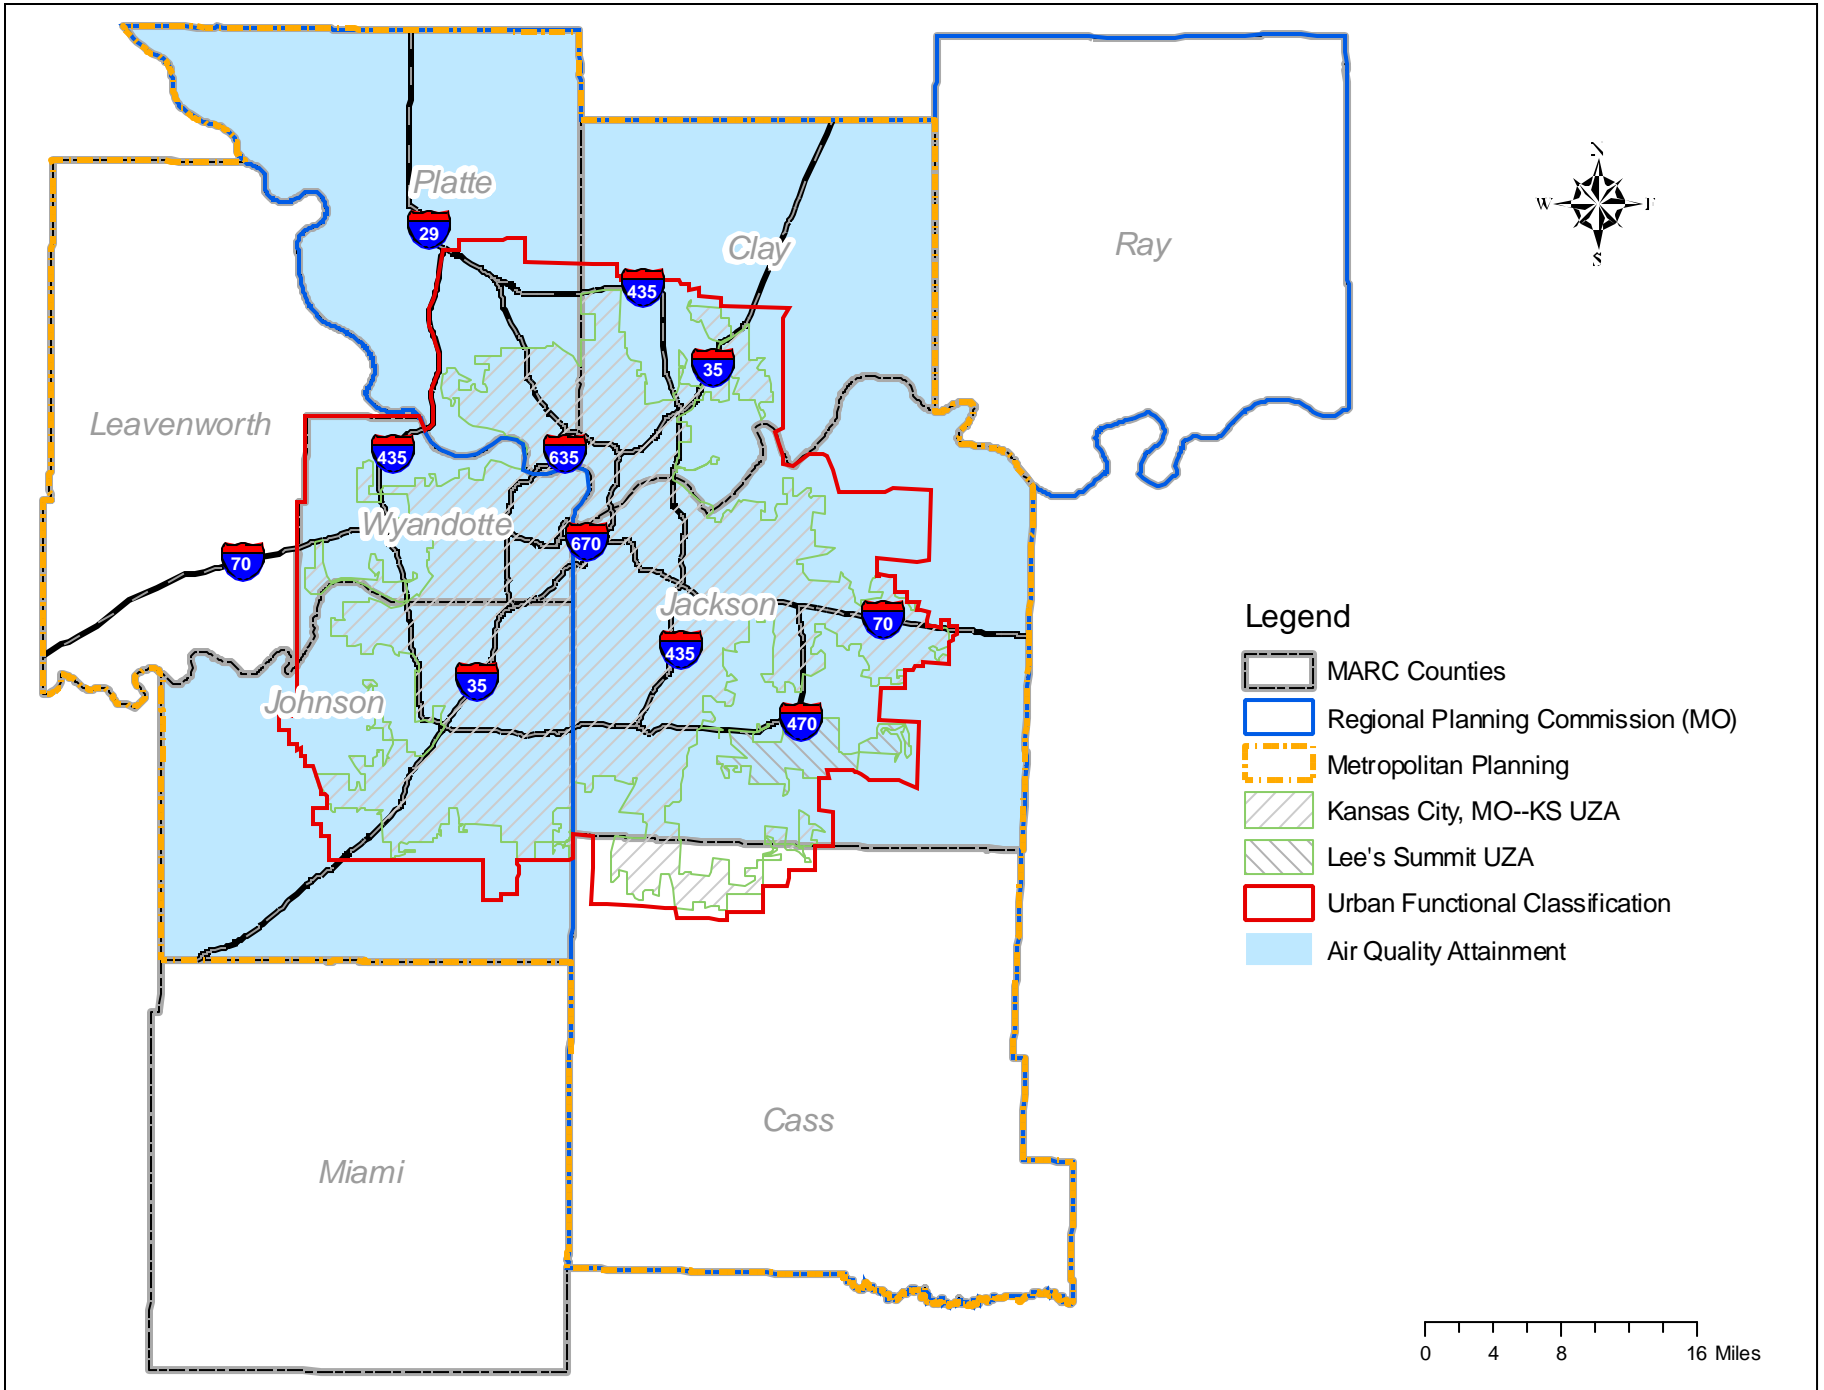 N
W
F
S
Platte
29
Clay
Ray
435
35
Leavenworth
435
635
Wyandotte
670
70
Jackson
70
435
35
Johnson
470
Cass
Miami
Legend
MARC Counties
Regional Planning Commission (MO)
Metropolitan Planning
Kansas City, MO--KS UZA
Lee's Summit UZA
Urban Functional Classification
Air Quality Attainment
0 4 8 16 Miles